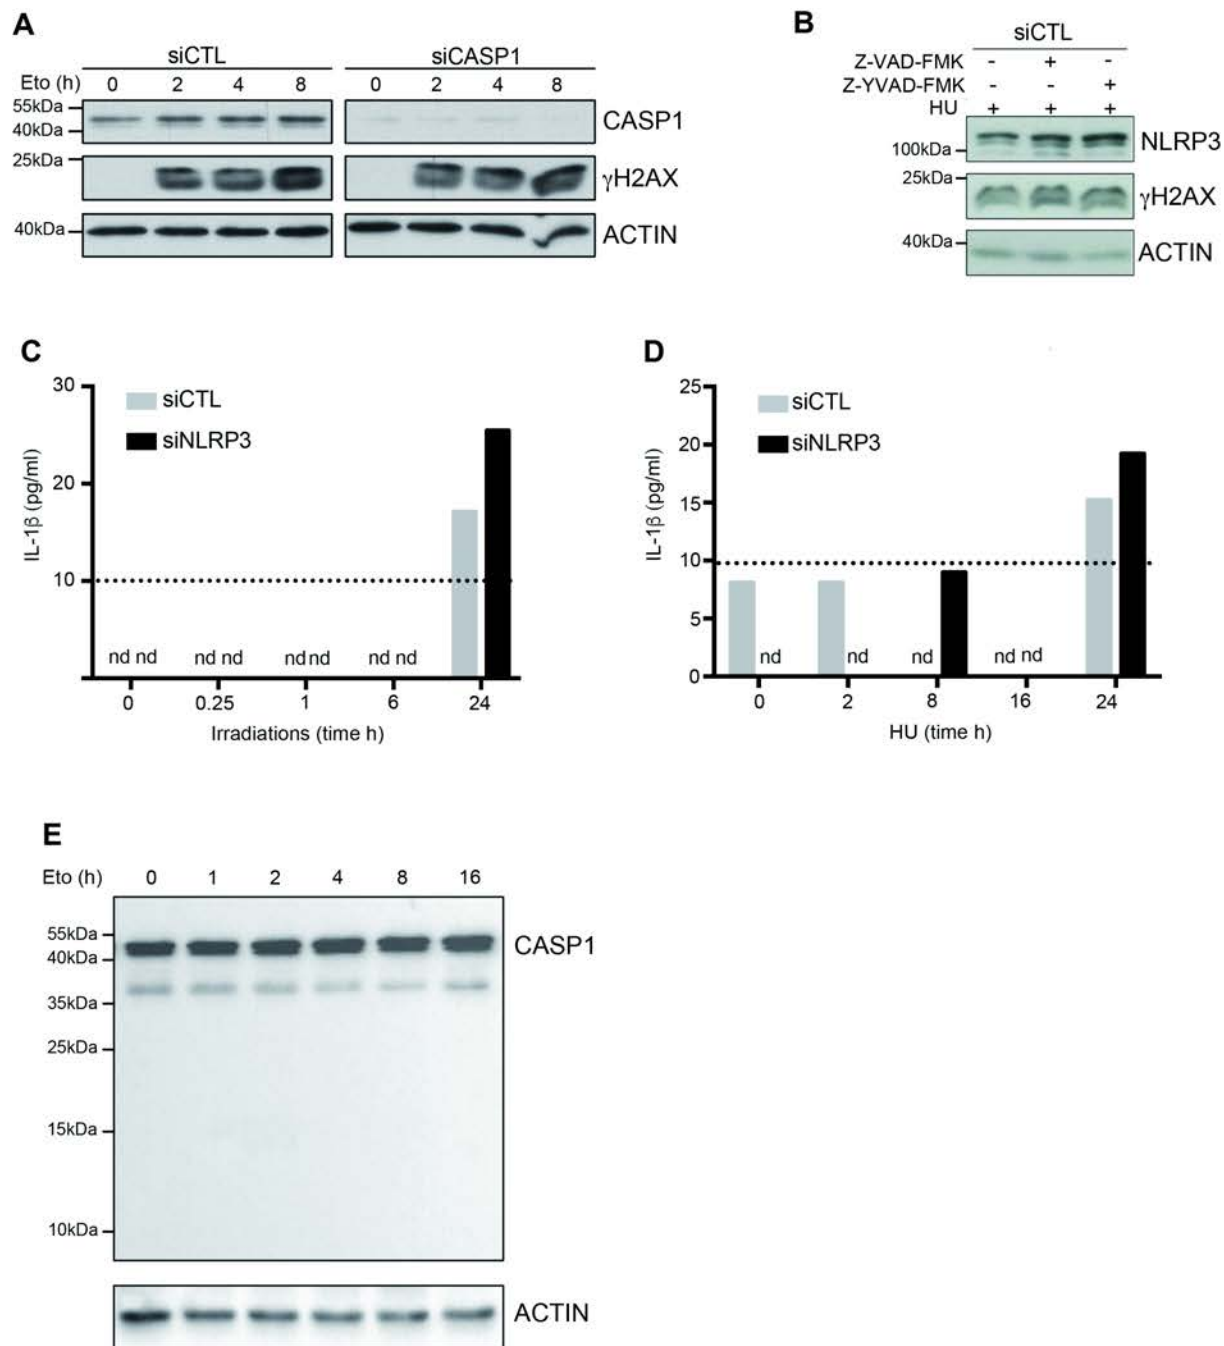 A
siCTL siCASP1
Eto (h) 0 2 4 8 0 2 4 8
55kDa
40kDa
CASP1
25kDa
γH2AX
40kDa
ACTIN
B
siCTL
Z-VAD-FMK - + -
Z-YVAD-FMK - - +
HU + + +
NLRP3
100kDa
25kDa
γH2AX
40kDa
ACTIN
C
30
siCTL
siNLRP3
20
IL-1β (pg/ml)
10
nd nd nd nd nd nd nd nd
0 0.25 1 6 24
Irradiations (time h)
D
25
siCTL
20
siNLRP3
15
IL-1β (pg/ml)
10
5
nd nd nd nd nd
0
0 2 8 16 24
HU (time h)
E
Eto (h) 0 1 2 4 8 16
55kDa
CASP1
40kDa
35kDa
25kDa
15kDa
10kDa
ACTIN